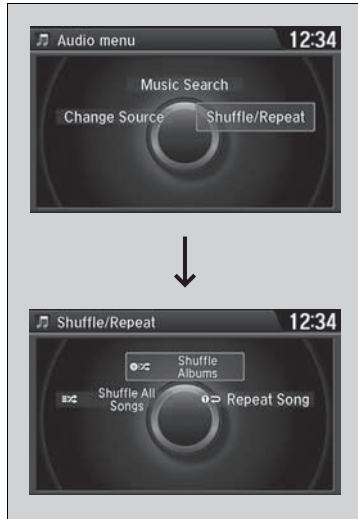 Audio menu 12:34
Music Search
Change Source Shuffle/Repeat
Shuffle/Repeat 12:34
Shuffle
Albums
Shuffle All
Songs
Repeat Song